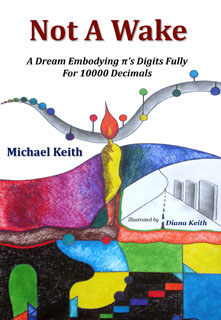 Not A Wake
A Dream Embodying π's Digits Fully
For 10000 Decimals
Michael Keith
Illustrated by
Diana Keith